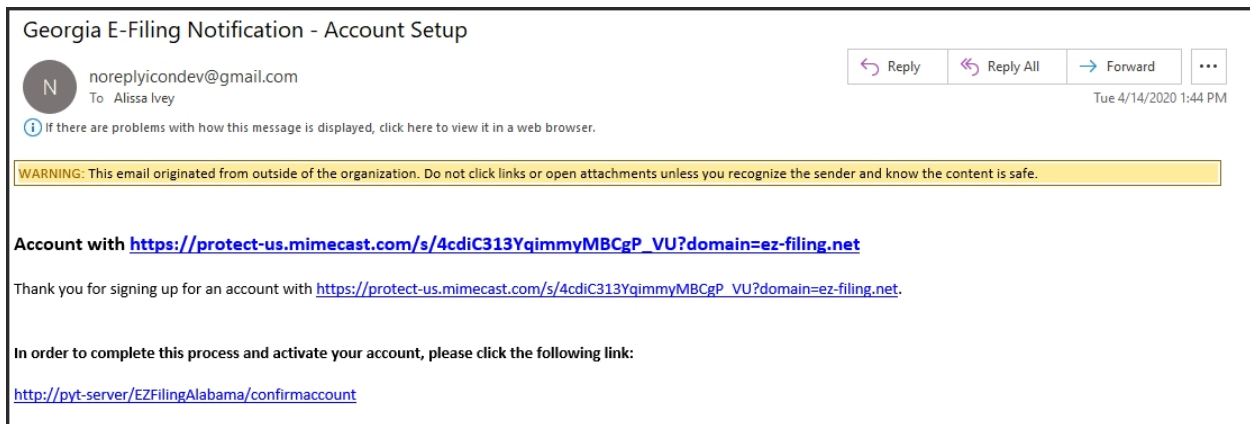 Georgia E-Filing Notification - Account Setup
N
noreplyicondev@gmail.com
To Alissa Ivey
Reply
Reply All
Forward
Tue 4/14/2020 1:44 PM
If there are problems with how this message is displayed, click here to view it in a web browser.
WARNING: This email originated from outside of the organization. Do not click links or open attachments unless you recognize the sender and know the content is safe.
Account with https://protect-us.mimecast.com/s/4cdiC313YqimmyMBCgP_VU?domain=ez-filing.net
Thank you for signing up for an account with https://protect-us.mimecast.com/s/4cdiC313YqimmyMBCgP_VU?domain=ez-filing.net.
In order to complete this process and activate your account, please click the following link:
http://pyt-server/EZFilingAlabama/confirmaccount